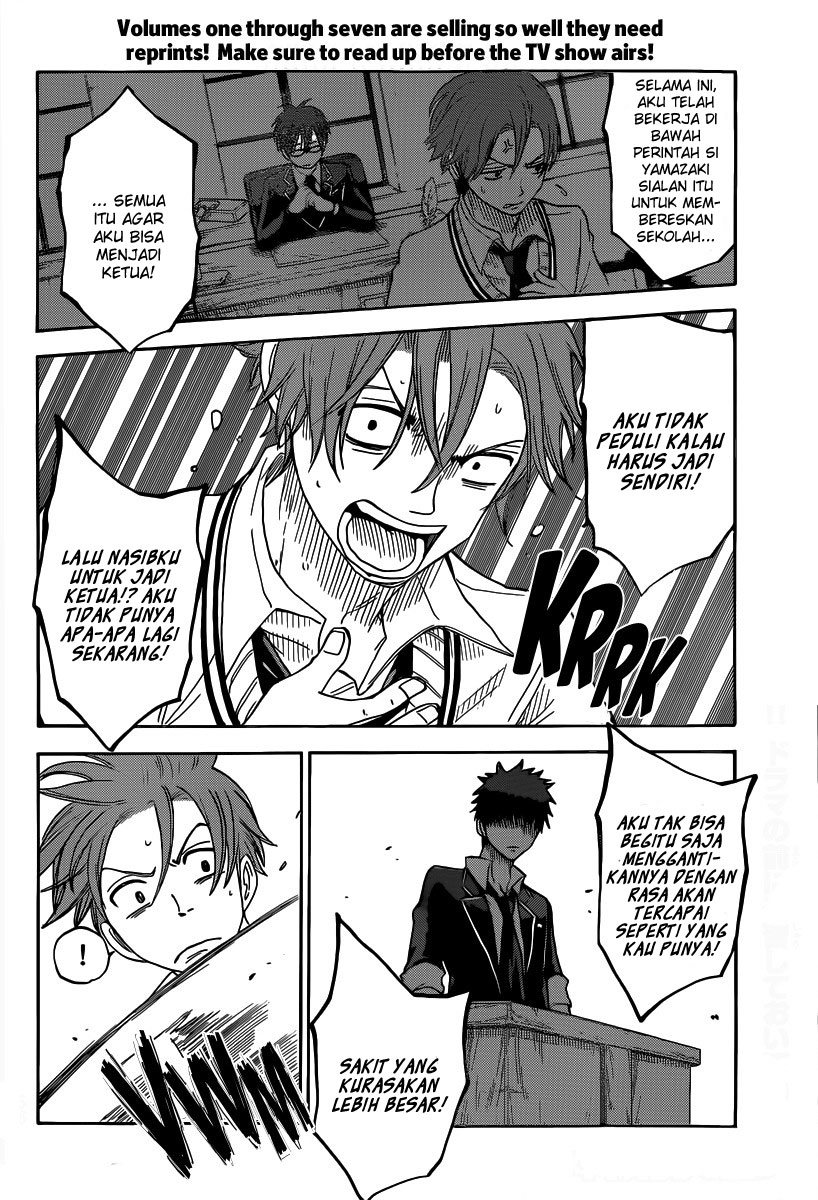 Volumes one through seven are selling so well they need
reprints! Make sure to read up before the TV show airs!
SELAMA INI,
AKU TELAH
BEKERJA DI
BAWAH
PERINTAH SI
YAMAZAKI
SIALAN ITU
UNTUK MEM-
BERESKAN
SEKOLAH...
... SEMUA
ITU AGAR
AKU BISA
MENJADI
KETUA!
AKU TIDAK
PEDULI KALAU
HARUS JADI
SENDIRI!
LALU NASIBKU
UNTUK JADI
KETUA!? AKU
TIDAK PUNYA
APA-APA LAGI
SEKARANG!
KRRRK
AKU TAK BISA
BEGITU SAJA
MENGGANTI-
KANNYA DENGAN
RASA AKAN
TERCAPAI
SEPERTI YANG
KAU PUNYA!
SAKIT YANG
KURASAKAN
LEBIH BESAR!
!
VWM